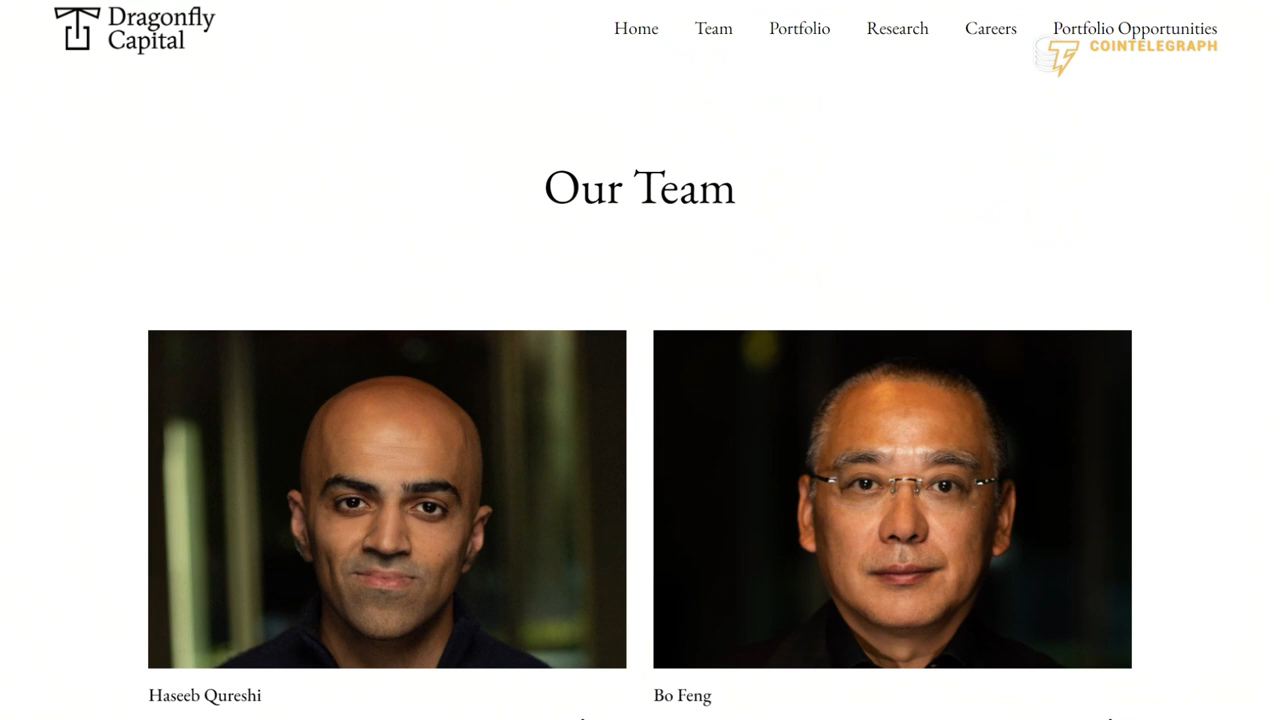 Dragonfly
Capital
Home Team Portfolio Research Careers Portfolio Opportunities
COINTELEGRAPH
Our Team
Haseeb Qureshi Bo Feng